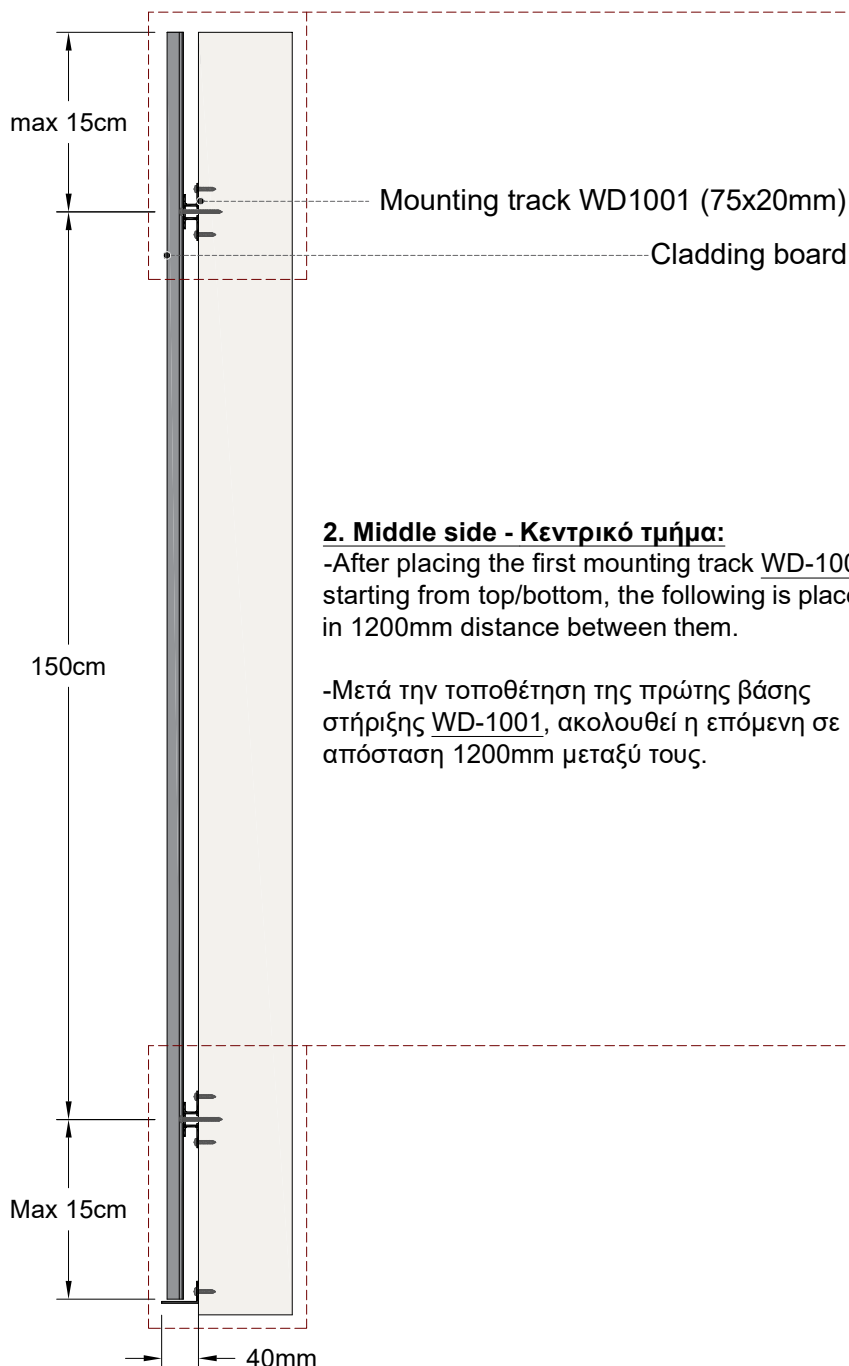 max 15cm
Mounting track WD1001 (75x20mm)
Cladding board
2. Middle side - Κεντρικό τμήμα:
-After placing the first mounting track
starting from top/bottom, the following is
in 1200mm distance between them.
150cm
-Μετά την τοποθέτηση της πρώτης βάσης
στήριξης WD-1001, ακολουθεί η επόμενη σε
απόσταση 1200mm μεταξύ τους.
Max 15cm
40mm